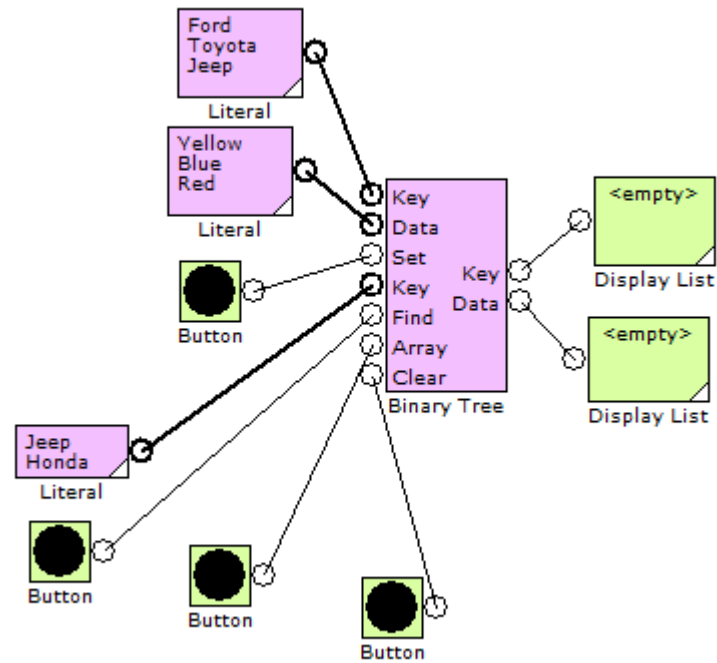 Ford
Toyota
Jeep
Literal
Yellow
Blue
Red
Literal
Button
Key
Data
Set
Key
Find
Array
Clear
Key
Data
Binary Tree
<empty>
Display List
<empty>
Display List
Jeep
Honda
Literal
Button
Button
Button